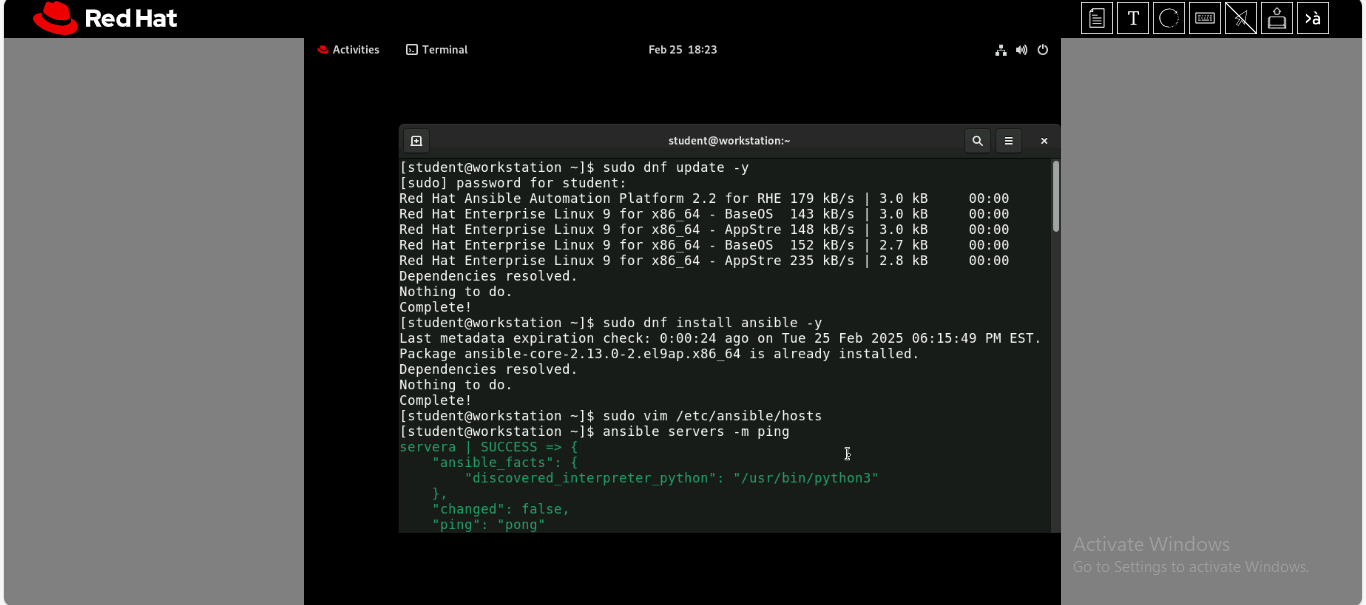 Red Hat
T
>à
Activities Terminal Feb 25 18:23
student@workstation:~
[student@workstation ~]$ sudo dnf update -y
[sudo] password for student:
Red Hat Ansible Automation Platform 2.2 for RHE 179 kB/s | 3.0 kB     00:00
Red Hat Enterprise Linux 9 for x86_64 - BaseOS  143 kB/s | 3.0 kB     00:00
Red Hat Enterprise Linux 9 for x86_64 - AppStre 148 kB/s | 3.0 kB     00:00
Red Hat Enterprise Linux 9 for x86_64 - BaseOS  152 kB/s | 2.7 kB     00:00
Red Hat Enterprise Linux 9 for x86_64 - AppStre 235 kB/s | 2.8 kB     00:00
Dependencies resolved.
Nothing to do.
Complete!
[student@workstation ~]$ sudo dnf install ansible -y
Last metadata expiration check: 0:00:24 ago on Tue 25 Feb 2025 06:15:49 PM EST.
Package ansible-core-2.13.0-2.el9ap.x86_64 is already installed.
Dependencies resolved.
Nothing to do.
Complete!
[student@workstation ~]$ sudo vim /etc/ansible/hosts
[student@workstation ~]$ ansible servers -m ping
servera | SUCCESS => {
    "ansible_facts": {
        "discovered_interpreter_python": "/usr/bin/python3"
    },
    "changed": false,
    "ping": "pong"
Activate Windows
Go to Settings to activate Windows.